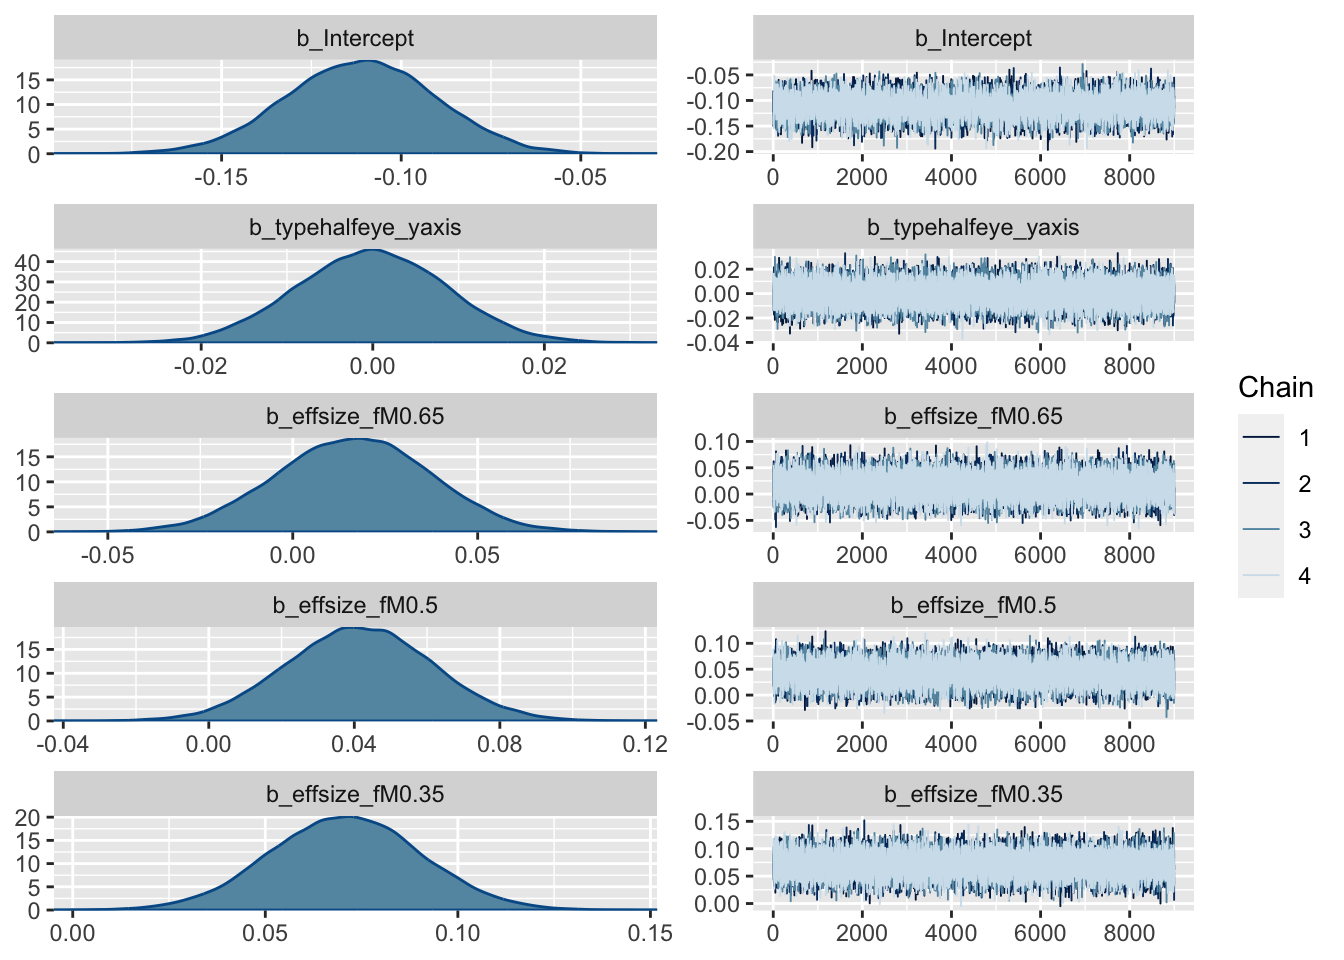 b_Intercept
15
10
5
0
-0.15 -0.10 -0.05
b_Intercept
-0.05
-0.10
-0.15
-0.20
0 2000 4000 6000 8000
b_typehalfeye_yaxis
40
30
20
10
0
-0.02 0.00 0.02
b_typehalfeye_yaxis
0.02
0.00
-0.02
-0.04
0 2000 4000 6000 8000
b_effsize_fM0.65
15
10
5
0
-0.05 0.00 0.05
b_effsize_fM0.65
0.10
0.05
0.00
-0.05
0 2000 4000 6000 8000
b_effsize_fM0.5
15
10
5
0
-0.04 0.00 0.04 0.08 0.12
b_effsize_fM0.5
0.10
0.05
0.00
-0.05
0 2000 4000 6000 8000
b_effsize_fM0.35
20
15
10
5
0
0.00 0.05 0.10 0.15
b_effsize_fM0.35
0.15
0.10
0.05
0.00
0 2000 4000 6000 8000
Chain
1
2
3
4